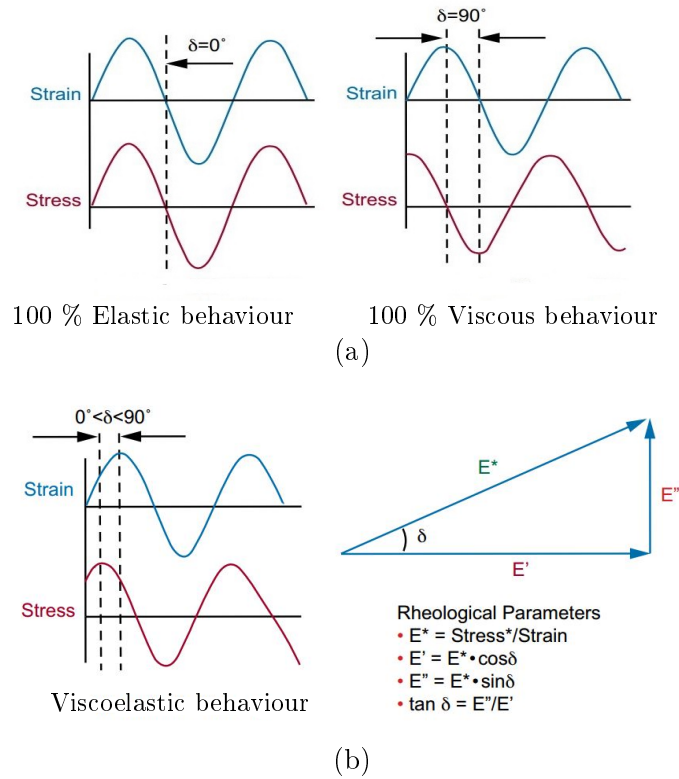 δ=0°
Strain
Stress
100 % Elastic behaviour
δ=90°
Strain
Stress
100 % Viscous behaviour
(a)
0°<δ<90°
Strain
Stress
Viscoelastic behaviour
E*
E"
δ
E'
Rheological Parameters
• E* = Stress*/Strain
• E' = E*•cosδ
• E" = E*•sinδ
• tan δ = E"/E'
(b)